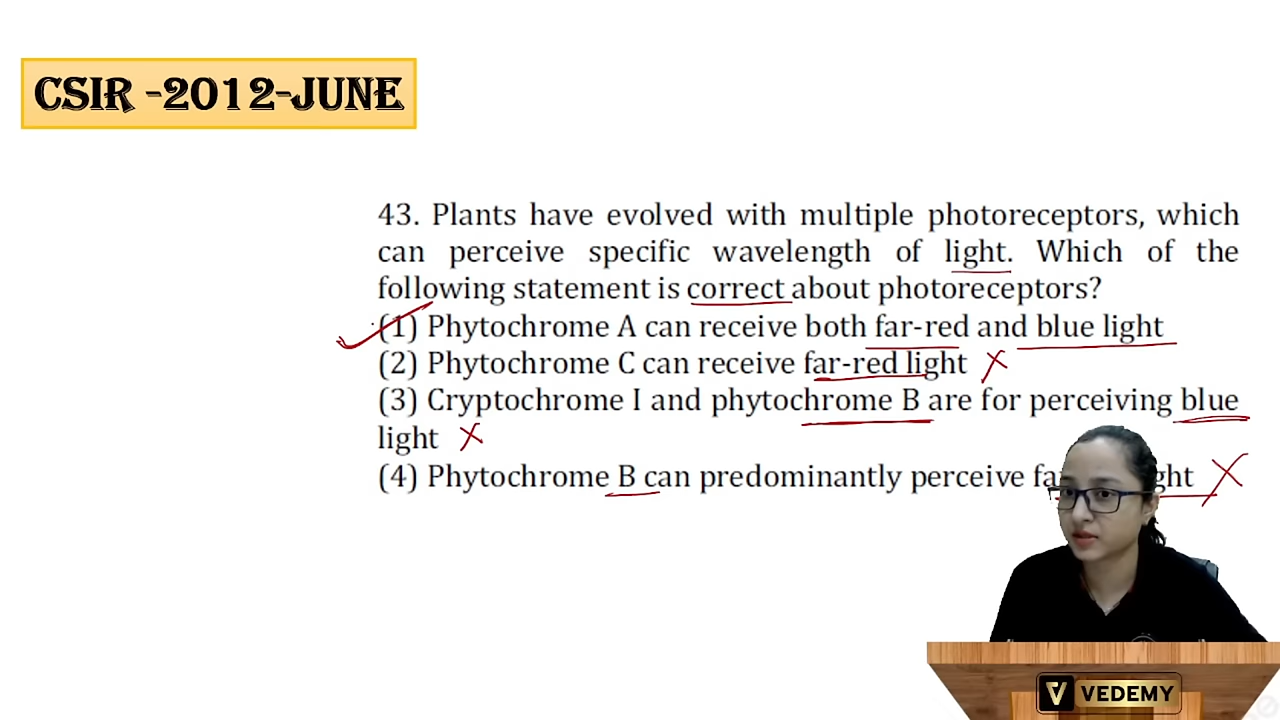 CSIR -2012-JUNE
43. Plants have evolved with multiple photoreceptors, which
can perceive specific wavelength of light. Which of the
following statement is correct about photoreceptors?
(1) Phytochrome A can receive both far-red and blue light
(2) Phytochrome C can receive far-red light
(3) Cryptochrome I and phytochrome B are for perceiving blue
light
(4) Phytochrome B can predominantly perceive
VEDEMY